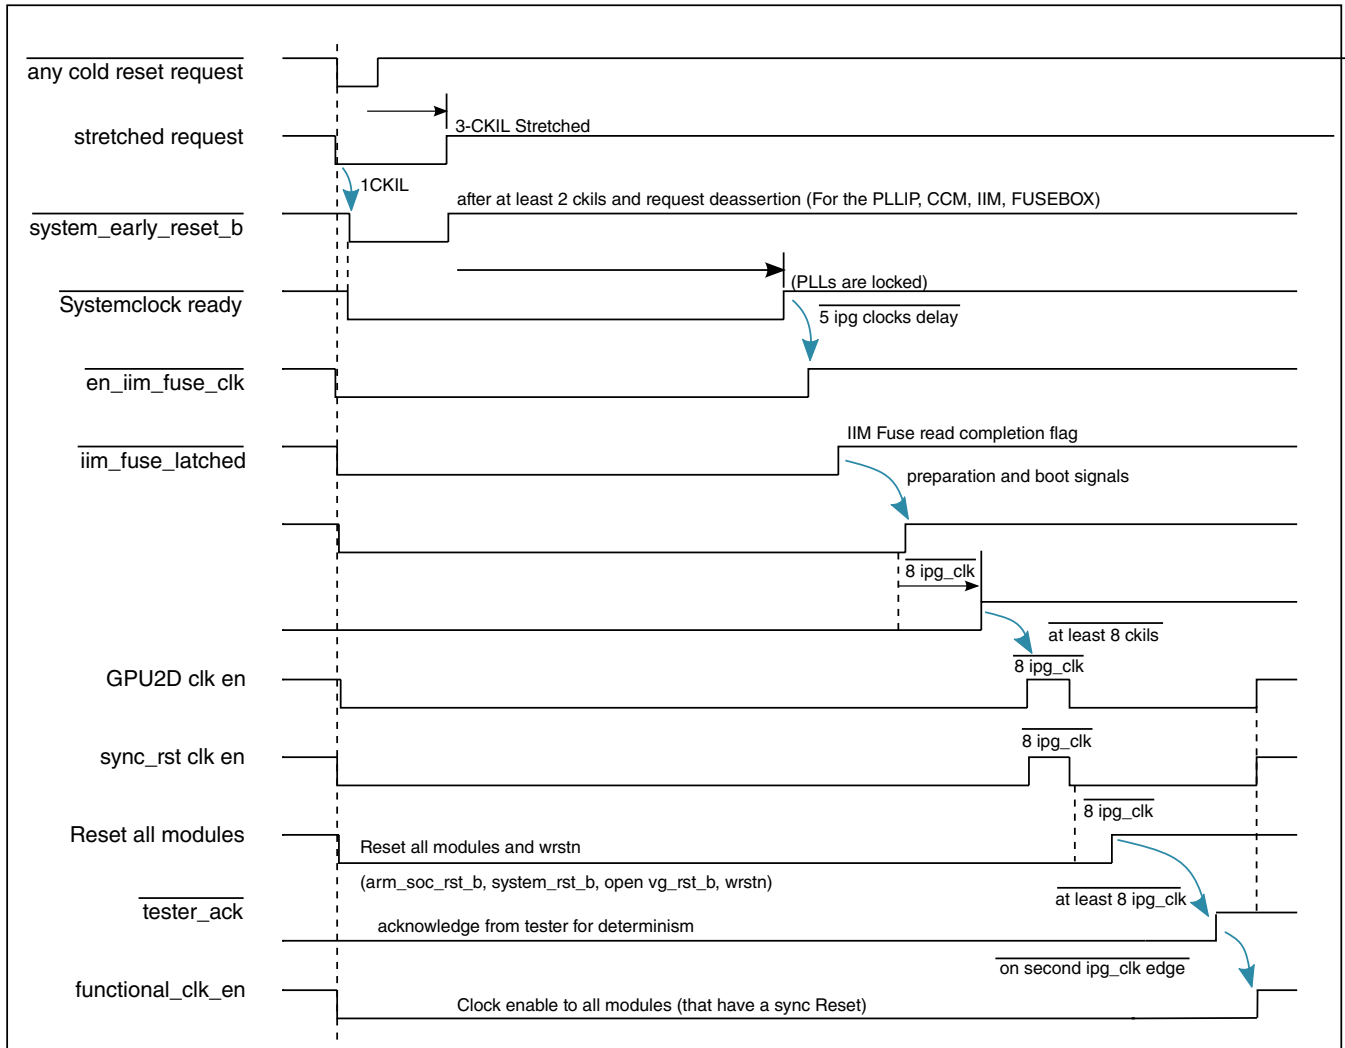 any cold reset request
3-CKIL Stretched
stretched request
1CKIL
after at least 2 ckils and request deassertion (For the PLLIP, CCM, IIM, FUSEBOX)
system_early_reset_b
(PLLs are locked)
Systemclock ready
5 ipg clocks delay
en_iim_fuse_clk
IIM Fuse read completion flag
iim_fuse_latched
preparation and boot signals
8 ipg_clk
at least 8 ckils
8 ipg_clk
GPU2D clk en
8 ipg_clk
sync_rst clk en
8 ipg_clk
Reset all modules
Reset all modules and wrstn
(arm_soc_rst_b, system_rst_b, open vg_rst_b, wrstn)
at least 8 ipg_clk
tester_ack
acknowledge from tester for determinism
on second ipg_clk edge
functional_clk_en
Clock enable to all modules (that have a sync Reset)